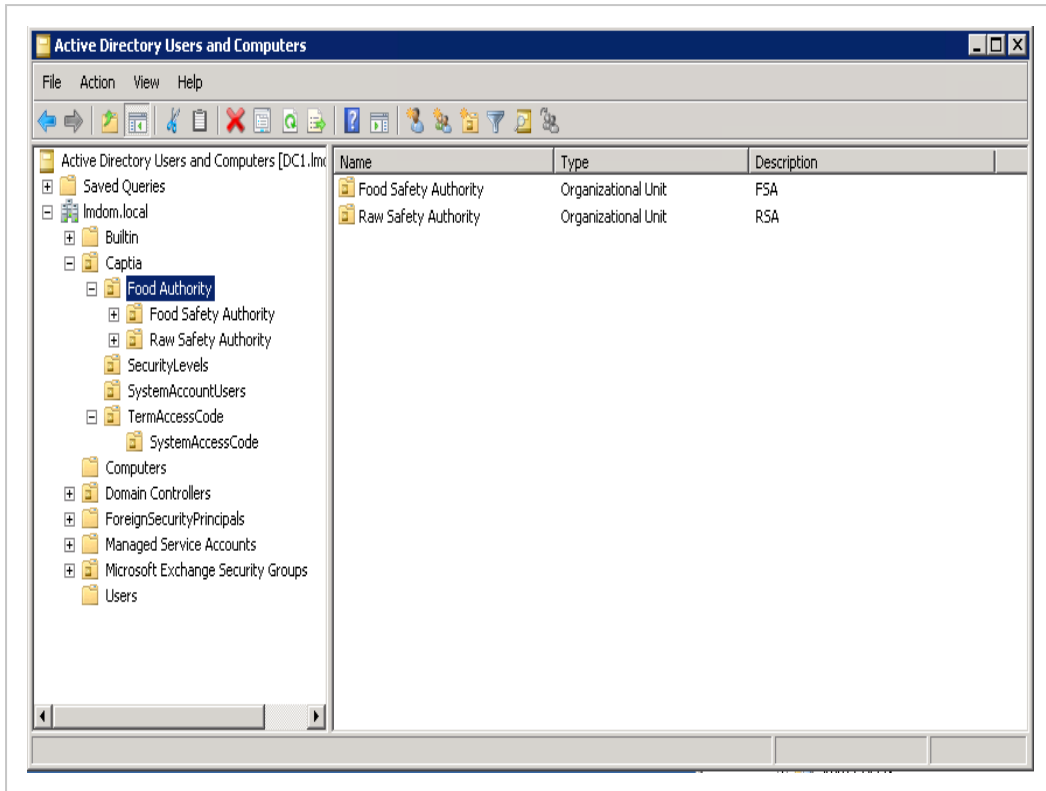 Active Directory Users and Computers
File Action View Help
Active Directory Users and Computers [DC1.lmd
Name Type Description
Saved Queries
Food Safety Authority Organizational Unit FSA
lmdom.local
Raw Safety Authority Organizational Unit RSA
Builtin
Captia
Food Authority
Food Safety Authority
Raw Safety Authority
SecurityLevels
SystemAccountUsers
TermAccessCode
SystemAccessCode
Computers
Domain Controllers
ForeignSecurityPrincipals
Managed Service Accounts
Microsoft Exchange Security Groups
Users